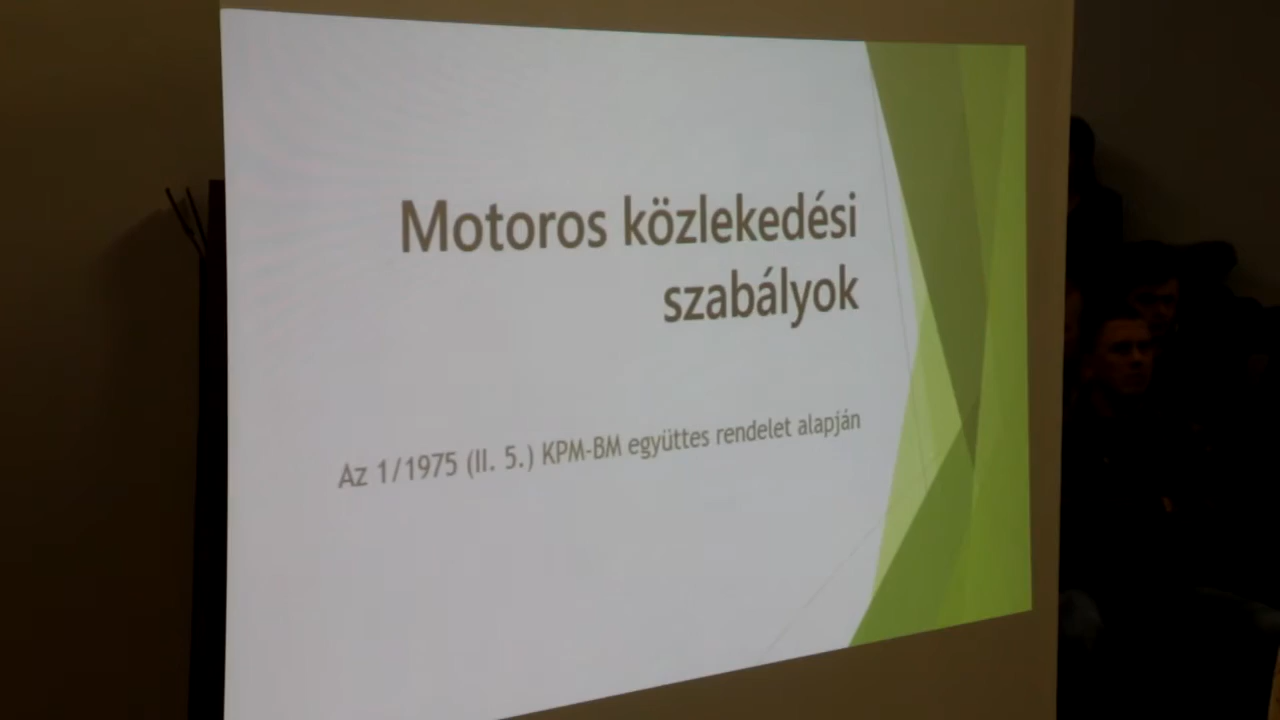 Motoros közlekedési
szabályok
Az 1/1975 (II. 5.) KPM-BM együttes rendelet alapján